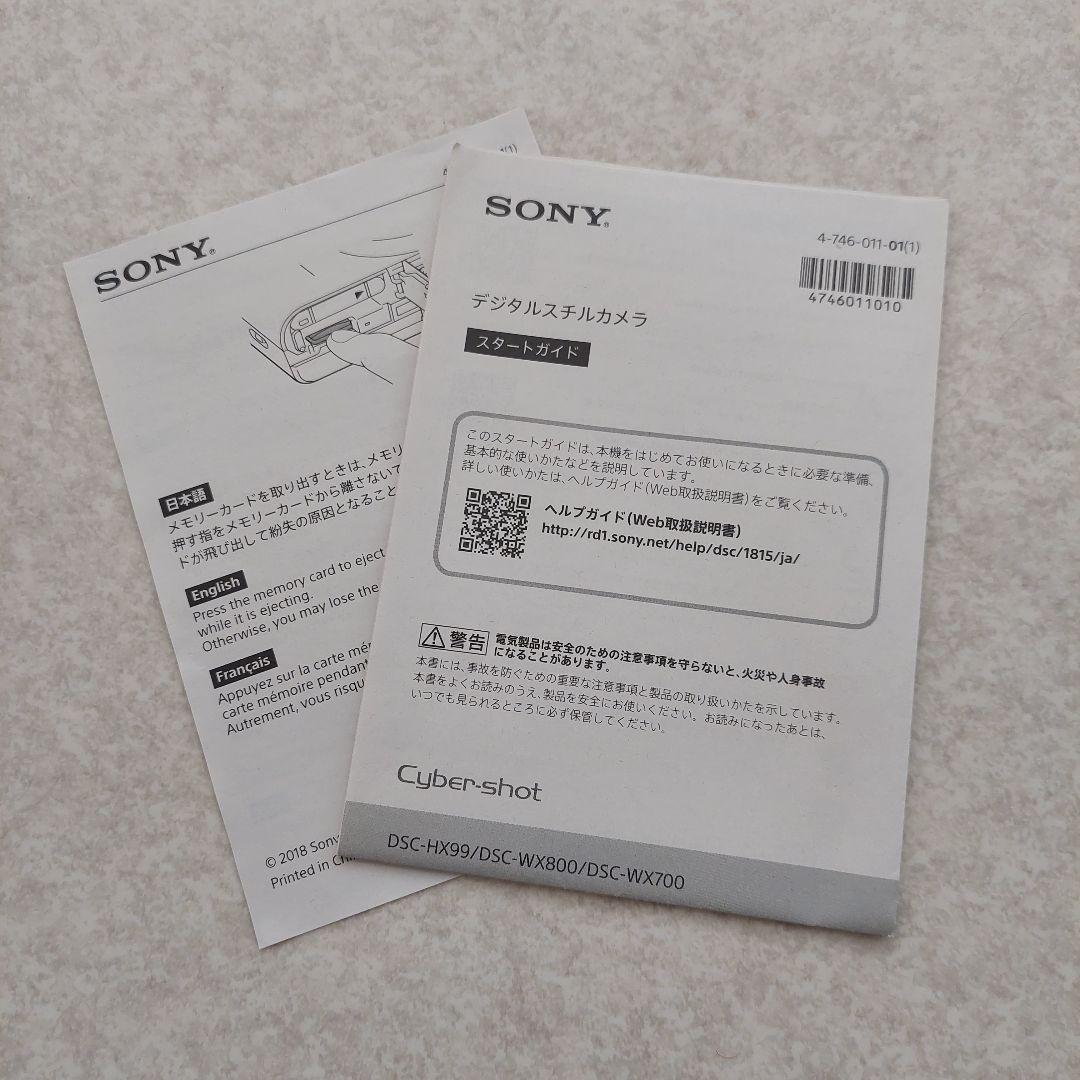 SONY®
(1)
日本語
メモリーカードを取り出すときは、メモリ
押す指をメモリーカードから離さないで
ドが飛び出して紛失の原因となること
English
Press the memory card to eject
while it is ejecting.
Otherwise, you may lose the
Français
Appuyez sur la carte mém
carte mémoire pendant
Autrement, vous risqu
© 2018 Sony
Printed in Chi
SONY®
4-746-011-01(1)
4746011010
デジタルスチルカメラ
スタートガイド
このスタートガイドは、本機をはじめてお使いになるときに必要な準備、
基本的な使いかたなどを説明しています。
詳しい使いかたは、ヘルプガイド(Web取扱説明書)をご覧ください。
ヘルプガイド(Web取扱説明書)
http://rd1.sony.net/help/dsc/1815/ja/
警告 電気製品は安全のための注意事項を守らないと、火災や人身事故
になることがあります。
本書には、事故を防ぐための重要な注意事項と製品の取り扱いかたを示しています。
本書をよくお読みのうえ、製品を安全にお使いください。お読みになったあとは、
いつでも見られるところに必ず保管してください。
Cyber-shot
DSC-HX99/DSC-WX800/DSC-WX700